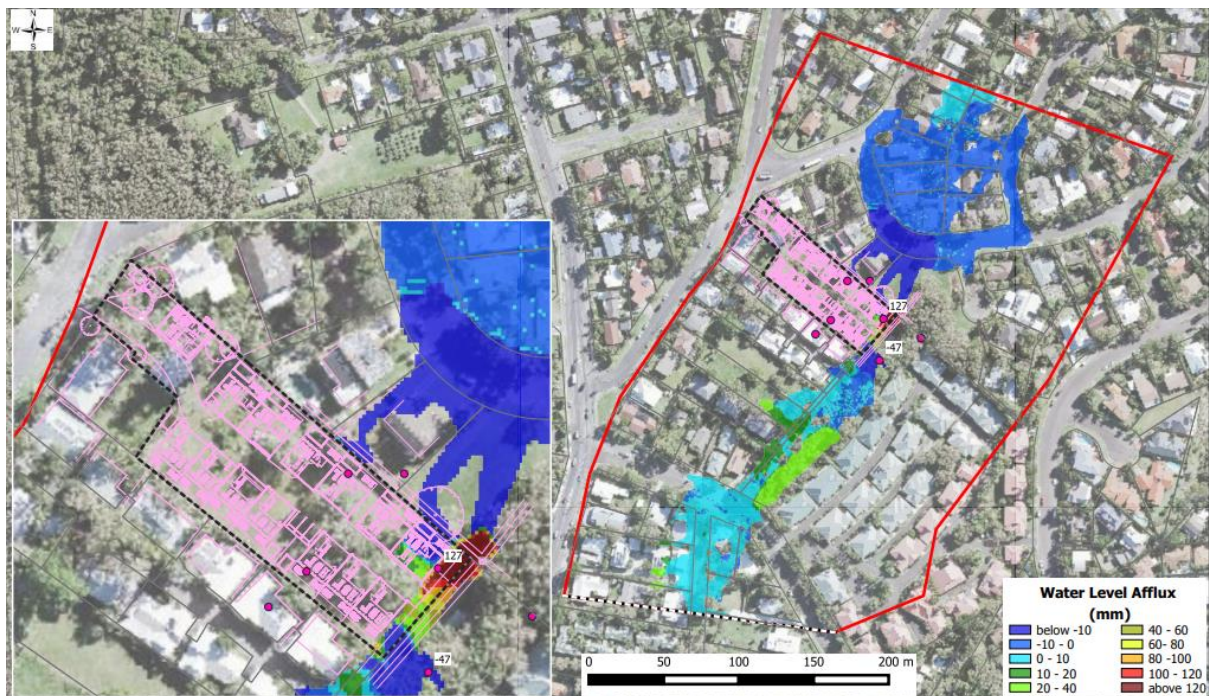 N
W E
S
127
-47
127
-47
0 50 100 150 200 m
Water Level Afflux
(mm)
below -10
-10 - 0
0 - 10
10 - 20
20 - 40
40 - 60
60 - 80
80 -100
100 - 120
above 120